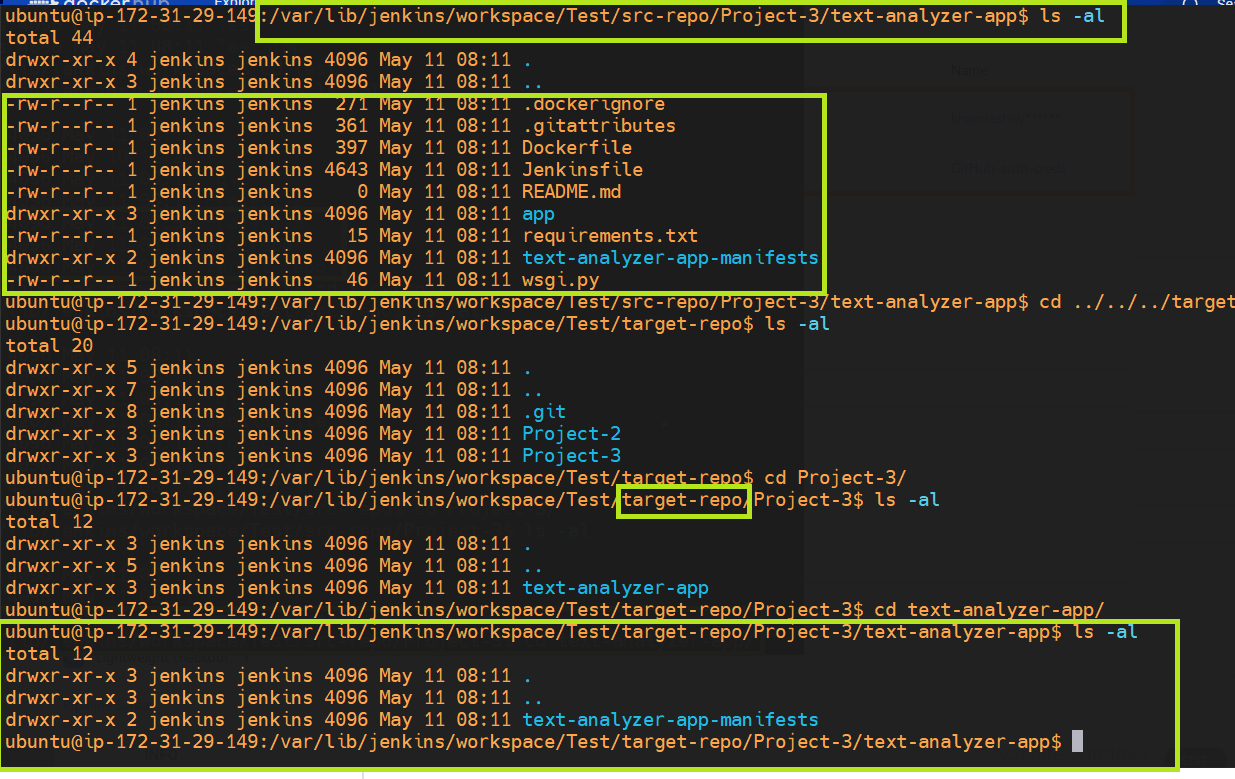 ubuntu@ip-172-31-29-149:/var/lib/jenkins/workspace/Test/src-repo/Project-3/text-analyzer-app$ ls -al
total 44
drwxr-xr-x 4 jenkins jenkins 4096 May 11 08:11 .
drwxr-xr-x 3 jenkins jenkins 4096 May 11 08:11 ..
-rw-r--r-- 1 jenkins jenkins  271 May 11 08:11 .dockerignore
-rw-r--r-- 1 jenkins jenkins  361 May 11 08:11 .gitattributes
-rw-r--r-- 1 jenkins jenkins  397 May 11 08:11 Dockerfile
-rw-r--r-- 1 jenkins jenkins 4643 May 11 08:11 Jenkinsfile
-rw-r--r-- 1 jenkins jenkins    0 May 11 08:11 README.md
drwxr-xr-x 3 jenkins jenkins 4096 May 11 08:11 app
-rw-r--r-- 1 jenkins jenkins   15 May 11 08:11 requirements.txt
drwxr-xr-x 2 jenkins jenkins 4096 May 11 08:11 text-analyzer-app-manifests
-rw-r--r-- 1 jenkins jenkins   46 May 11 08:11 wsgi.py
ubuntu@ip-172-31-29-149:/var/lib/jenkins/workspace/Test/src-repo/Project-3/text-analyzer-app$ cd ../../../target
ubuntu@ip-172-31-29-149:/var/lib/jenkins/workspace/Test/target-repo$ ls -al
total 20
drwxr-xr-x 5 jenkins jenkins 4096 May 11 08:11 .
drwxr-xr-x 7 jenkins jenkins 4096 May 11 08:11 ..
drwxr-xr-x 8 jenkins jenkins 4096 May 11 08:11 .git
drwxr-xr-x 3 jenkins jenkins 4096 May 11 08:11 Project-2
drwxr-xr-x 3 jenkins jenkins 4096 May 11 08:11 Project-3
ubuntu@ip-172-31-29-149:/var/lib/jenkins/workspace/Test/target-repo$ cd Project-3/
ubuntu@ip-172-31-29-149:/var/lib/jenkins/workspace/Test/target-repo/Project-3$ ls -al
total 12
drwxr-xr-x 3 jenkins jenkins 4096 May 11 08:11 .
drwxr-xr-x 5 jenkins jenkins 4096 May 11 08:11 ..
drwxr-xr-x 3 jenkins jenkins 4096 May 11 08:11 text-analyzer-app
ubuntu@ip-172-31-29-149:/var/lib/jenkins/workspace/Test/target-repo/Project-3$ cd text-analyzer-app/
ubuntu@ip-172-31-29-149:/var/lib/jenkins/workspace/Test/target-repo/Project-3/text-analyzer-app$ ls -al
total 12
drwxr-xr-x 3 jenkins jenkins 4096 May 11 08:11 .
drwxr-xr-x 3 jenkins jenkins 4096 May 11 08:11 ..
drwxr-xr-x 2 jenkins jenkins 4096 May 11 08:11 text-analyzer-app-manifests
ubuntu@ip-172-31-29-149:/var/lib/jenkins/workspace/Test/target-repo/Project-3/text-analyzer-app$